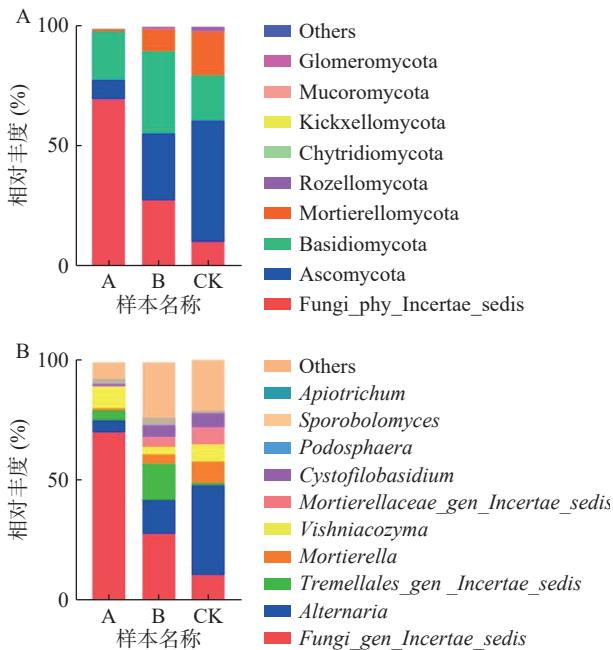 A
100
50
0
相对丰度 (%)
A B CK
样本名称
Others
Glomeromycota
Mucoromycota
Kickxellomycota
Chytridiomycota
Rozellomycota
Mortierellomycota
Basidiomycota
Ascomycota
Fungi_phy_Incertae_sedis
B
100
50
0
相对丰度 (%)
A B CK
样本名称
Others
Apiotrichum
Sporobolomyces
Podosphaera
Cystofilobasidium
Mortierellaceae_gen_Incertae_sedis
Vishniacozyma
Mortierella
Tremellales_gen _Incertae_sedis
Alternaria
Fungi_gen_Incertae_sedis